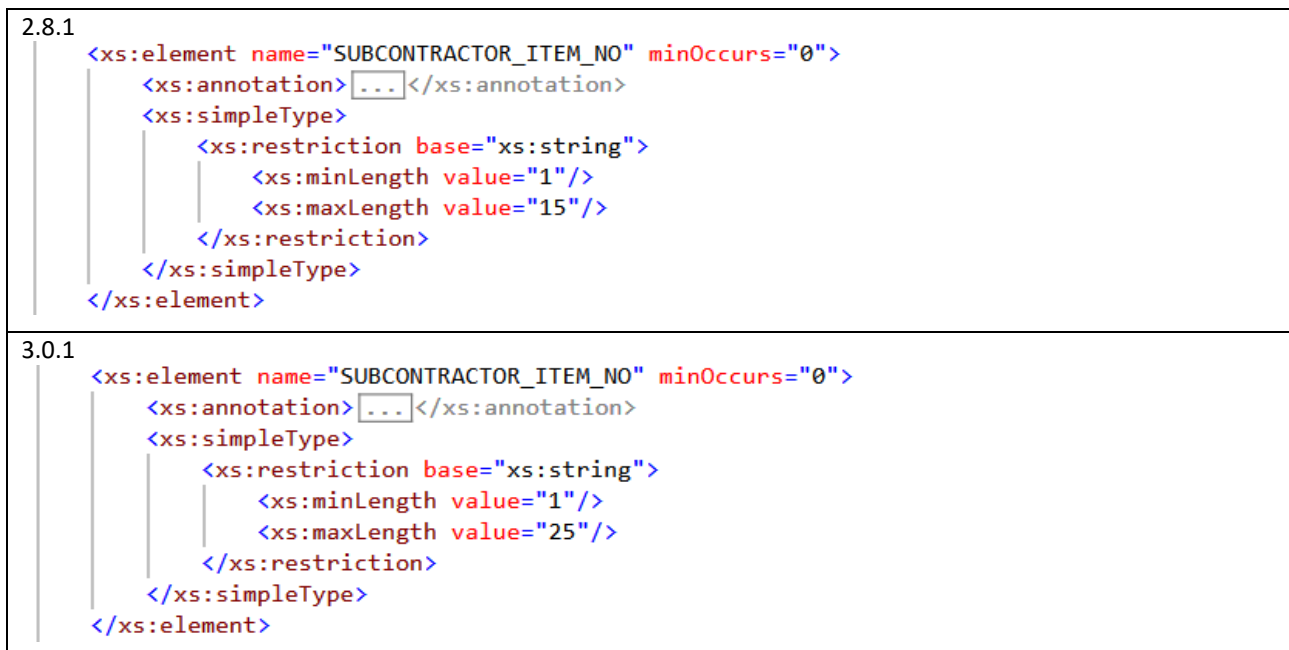 2.8.1
<xs:element name="SUBCONTRACTOR_ITEM_NO" minOccurs="0">
<xs:annotation>...</xs:annotation>
<xs:simpleType>
<xs:restriction base="xs:string">
<xs:minLength value="1"/>
<xs:maxLength value="15"/>
</xs:restriction>
</xs:simpleType>
</xs:element>
3.0.1
<xs:element name="SUBCONTRACTOR_ITEM_NO" minOccurs="0">
<xs:annotation>...</xs:annotation>
<xs:simpleType>
<xs:restriction base="xs:string">
<xs:minLength value="1"/>
<xs:maxLength value="25"/>
</xs:restriction>
</xs:simpleType>
</xs:element>